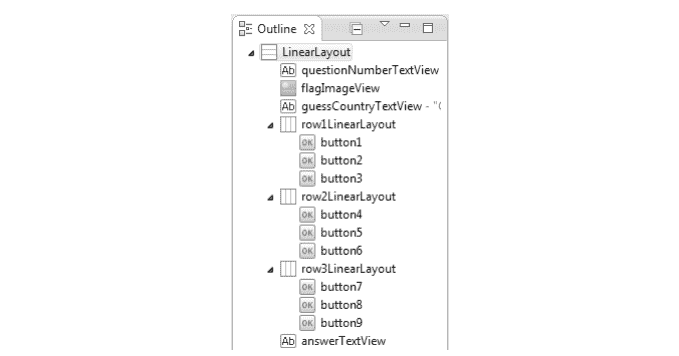 Outline
LinearLayout
Ab questionNumberTextView
flagImageView
Ab guessCountryTextView - "(
row1LinearLayout
OK button1
OK button2
OK button3
row2LinearLayout
OK button4
OK button5
OK button6
row3LinearLayout
OK button7
OK button8
OK button9
Ab answerTextView